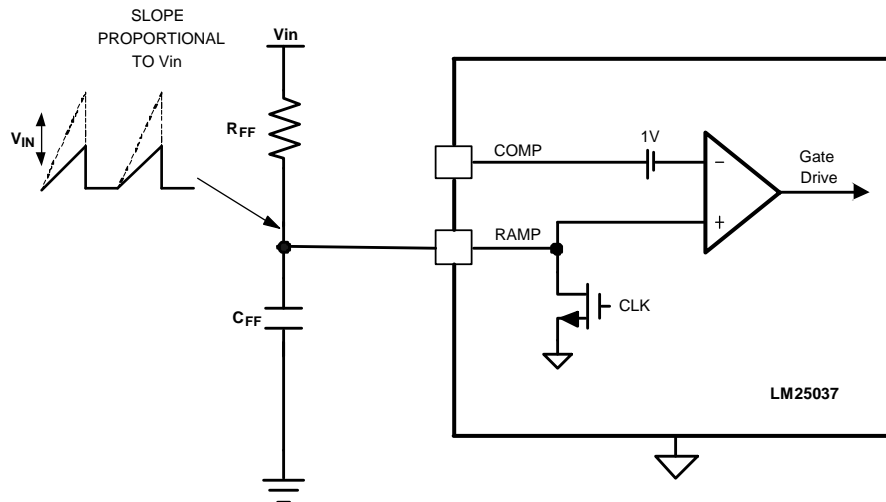 SLOPE
PROPORTIONAL
TO Vin
Vin
VIN
RFF
1V
COMP
−
Gate
Drive
+
RAMP
CFF
CLK
LM25037